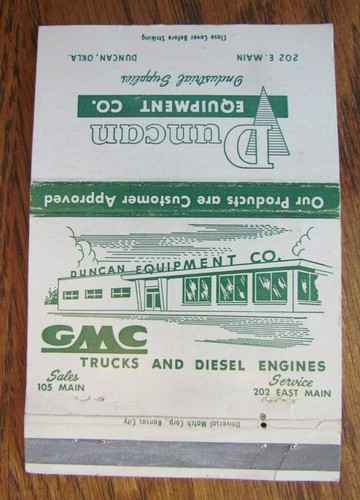 Close Cover Before Striking
202 E. MAIN DUNCAN, OKLA.
Industrial Supplies
EQUIPMENT CO.
Duncan
Our Products are Customer Approved
DUNCAN EQUIPMENT CO.
GMC
TRUCKS AND DIESEL ENGINES
Sales Service
105 MAIN 202 EAST MAIN
Universal Match Corp., Kansas City